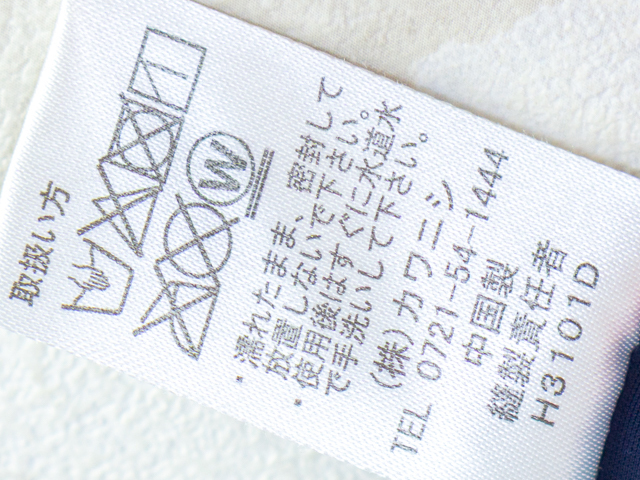 取扱い方
W
・濡れたまま、密封して
放置しないで下さい。
・使用後はすぐに水道水
で手洗いして下さい。
(株)カワニシ
TEL 0721-54-1444
中国製
縫製責任者
H3101D